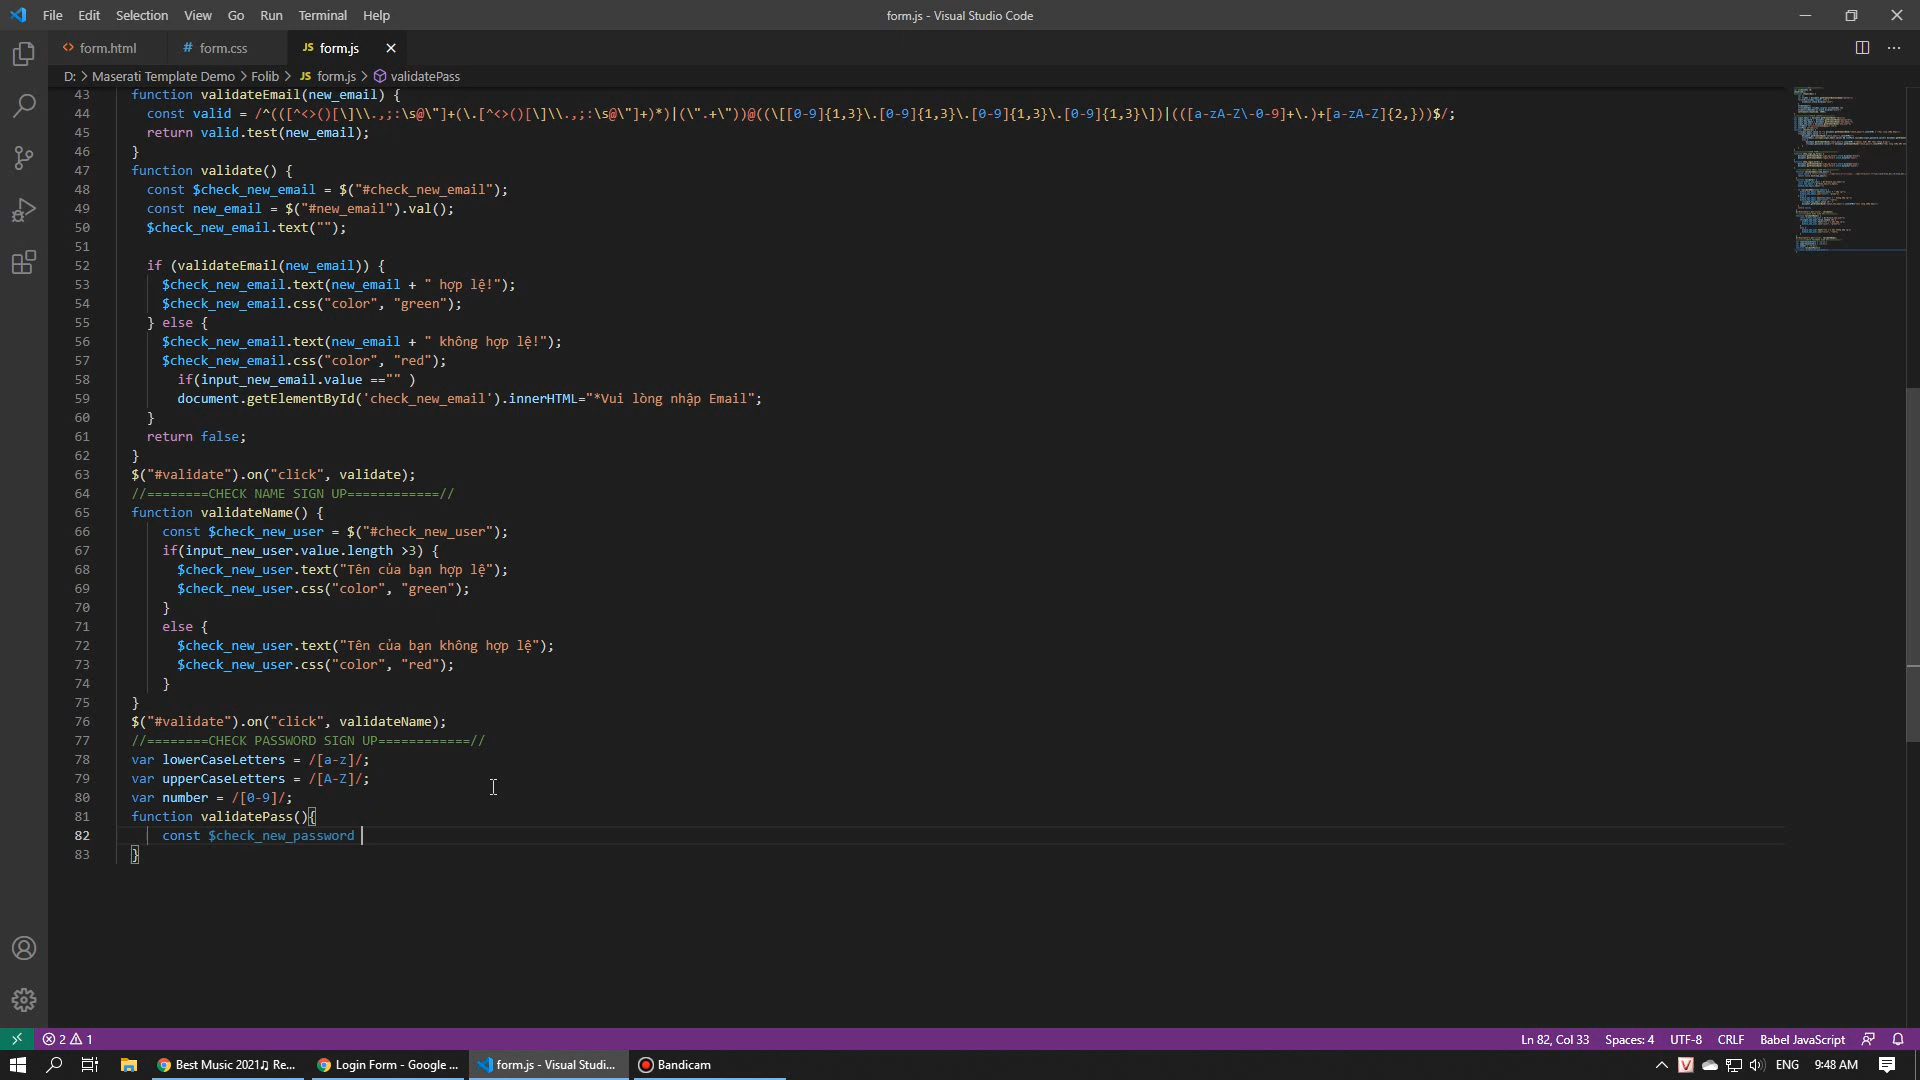 File Edit Selection View Go Run Terminal Help
form.js - Visual Studio Code
form.html
# form.css
JS form.js
D: > Maserati Template Demo > Folib > JS form.js > validatePass
43 function validateEmail(new_email) {
44 const valid = /^(([^<>()[\]\\.,;:\s@\"]+(\.[^<>()[\]\\.,;:\s@\"]+)*)|(\".+\"))@((\[[0-9]{1,3}\.[0-9]{1,3}\.[0-9]{1,3}\.[0-9]{1,3}\])|(([a-zA-Z\-0-9]+\.)+[a-zA-Z]{2,}))$/;
45 return valid.test(new_email);
46 }
47 function validate() {
48 const $check_new_email = $("#check_new_email");
49 const new_email = $("#new_email").val();
50 $check_new_email.text("");
51
52 if (validateEmail(new_email)) {
53 $check_new_email.text(new_email + " hợp lệ!");
54 $check_new_email.css("color", "green");
55 } else {
56 $check_new_email.text(new_email + " không hợp lệ!");
57 $check_new_email.css("color", "red");
58 if(input_new_email.value =="" )
59 document.getElementById('check_new_email').innerHTML="*Vui lòng nhập Email";
60 }
61 return false;
62 }
63 $("#validate").on("click", validate);
64 //========CHECK NAME SIGN UP============//
65 function validateName() {
66 const $check_new_user = $("#check_new_user");
67 if(input_new_user.value.length >3) {
68 $check_new_user.text("Tên của bạn hợp lệ");
69 $check_new_user.css("color", "green");
70 }
71 else {
72 $check_new_user.text("Tên của bạn không hợp lệ");
73 $check_new_user.css("color", "red");
74 }
75 }
76 $("#validate").on("click", validateName);
77 //========CHECK PASSWORD SIGN UP============//
78 var lowerCaseLetters = /[a-z]/;
79 var upperCaseLetters = /[A-Z]/;
80 var number = /[0-9]/;
81 function validatePass(){
82 const $check_new_password
83 }
2 1
Ln 82, Col 33 Spaces: 4 UTF-8 CRLF Babel JavaScript
Best Music 2021♫ Re... Login Form - Google ... form.js - Visual Studi... Bandicam
V ENG 9:48 AM